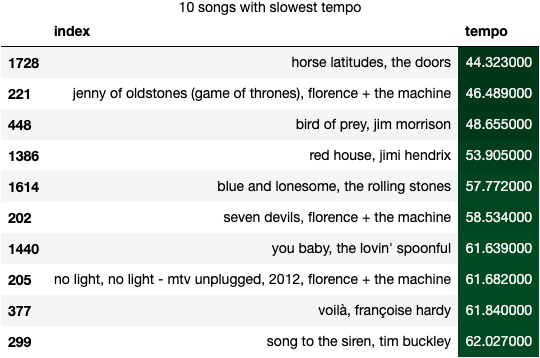 10 songs with slowest tempo
index tempo
1728 horse latitudes, the doors 44.323000
221 jenny of oldstones (game of thrones), florence + the machine 46.489000
448 bird of prey, jim morrison 48.655000
1386 red house, jimi hendrix 53.905000
1614 blue and lonesome, the rolling stones 57.772000
202 seven devils, florence + the machine 58.534000
1440 you baby, the lovin' spoonful 61.639000
205 no light, no light - mtv unplugged, 2012, florence + the machine 61.682000
377 voilà, françoise hardy 61.840000
299 song to the siren, tim buckley 62.027000